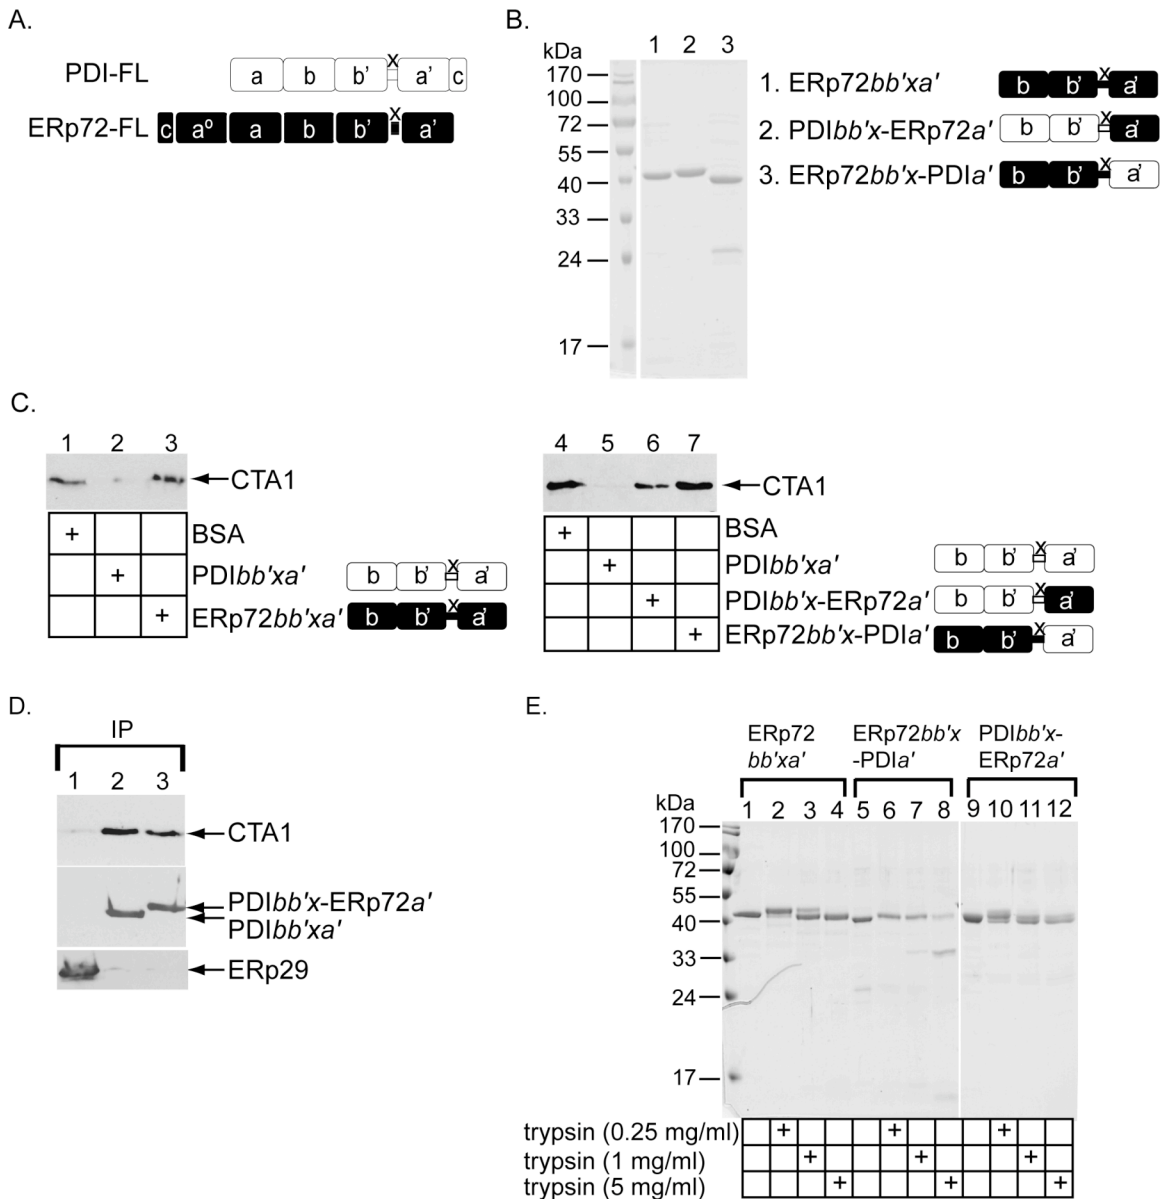 A.
X
PDI-FL a b b' a' c
X
ERp72-FL c aº a b b' a'
B.
kDa 1 2 3
170
100
72
55
40
33
24
17
1. ERp72bb'xa' b b' X a'
2. PDIbb'x-ERp72a' b b' X a'
3. ERp72bb'x-PDIa' b b' X a'
C.
1 2 3
CTA1
+ BSA
+ PDIbb'xa' b b' X a'
+ ERp72bb'xa' b b' X a'
4 5 6 7
CTA1
+ BSA
+ PDIbb'xa' b b' X a'
+ PDIbb'x-ERp72a' b b' X a'
+ ERp72bb'x-PDIa' b b' X a'
D.
IP
1 2 3
CTA1
PDIbb'x-ERp72a'
PDIbb'xa'
ERp29
E.
ERp72 bb'xa'
ERp72bb'x -PDIa'
PDIbb'x- ERp72a'
kDa 1 2 3 4 5 6 7 8 9 10 11 12
170
100
72
55
40
33
24
17
trypsin (0.25 mg/ml) + + +
trypsin (1 mg/ml) + + +
trypsin (5 mg/ml) + + +